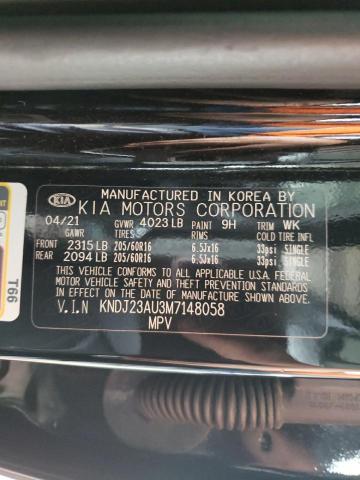 MANUFACTURED IN KOREA BY
KIA KIA MOTORS CORPORATION
04/21 GVWR 4023 LB PAINT 9H TRIM WK
GAWR TIRES RIMS COLD TIRE INFl
FRONT 2315 LB 205/60R16 6.5Jx16 33psi SINGLE
REAR 2094 LB 205/60R16 6.5Jx16 33psi SINGLE
THIS VEHICLE CONFORMS TO ALL APPLICABLE U.S.A. FEDERAL
MOTOR VEHICLE SAFETY AND THEFT PREVENTION STANDARDS
IN EFFECT ON THE DATE OF MANUFACTURE SHOWN ABOVE.
V.I.N KNDJ23AU3M7148058
MPV
T66